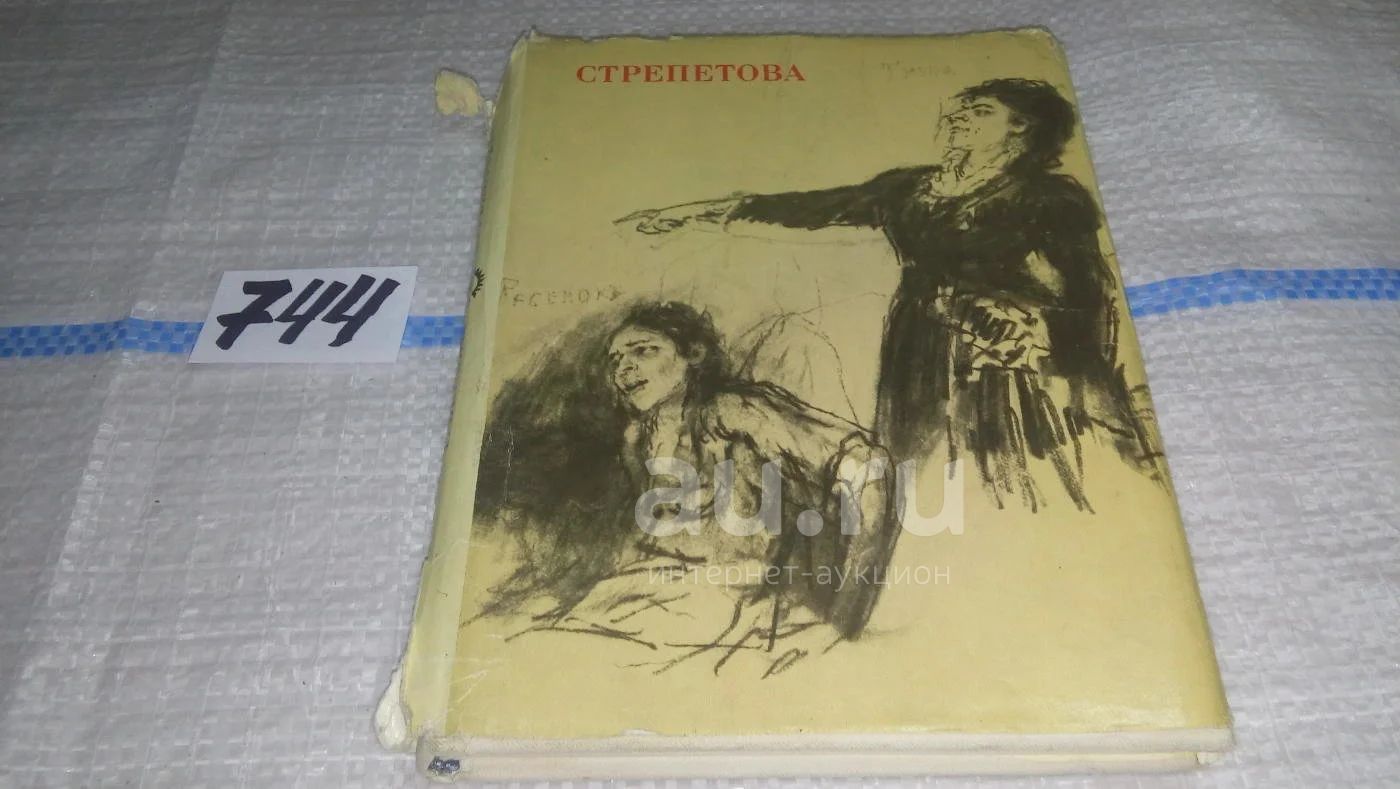 СТРЕПЕТОВА
744
au.ru
интернет-аукцион